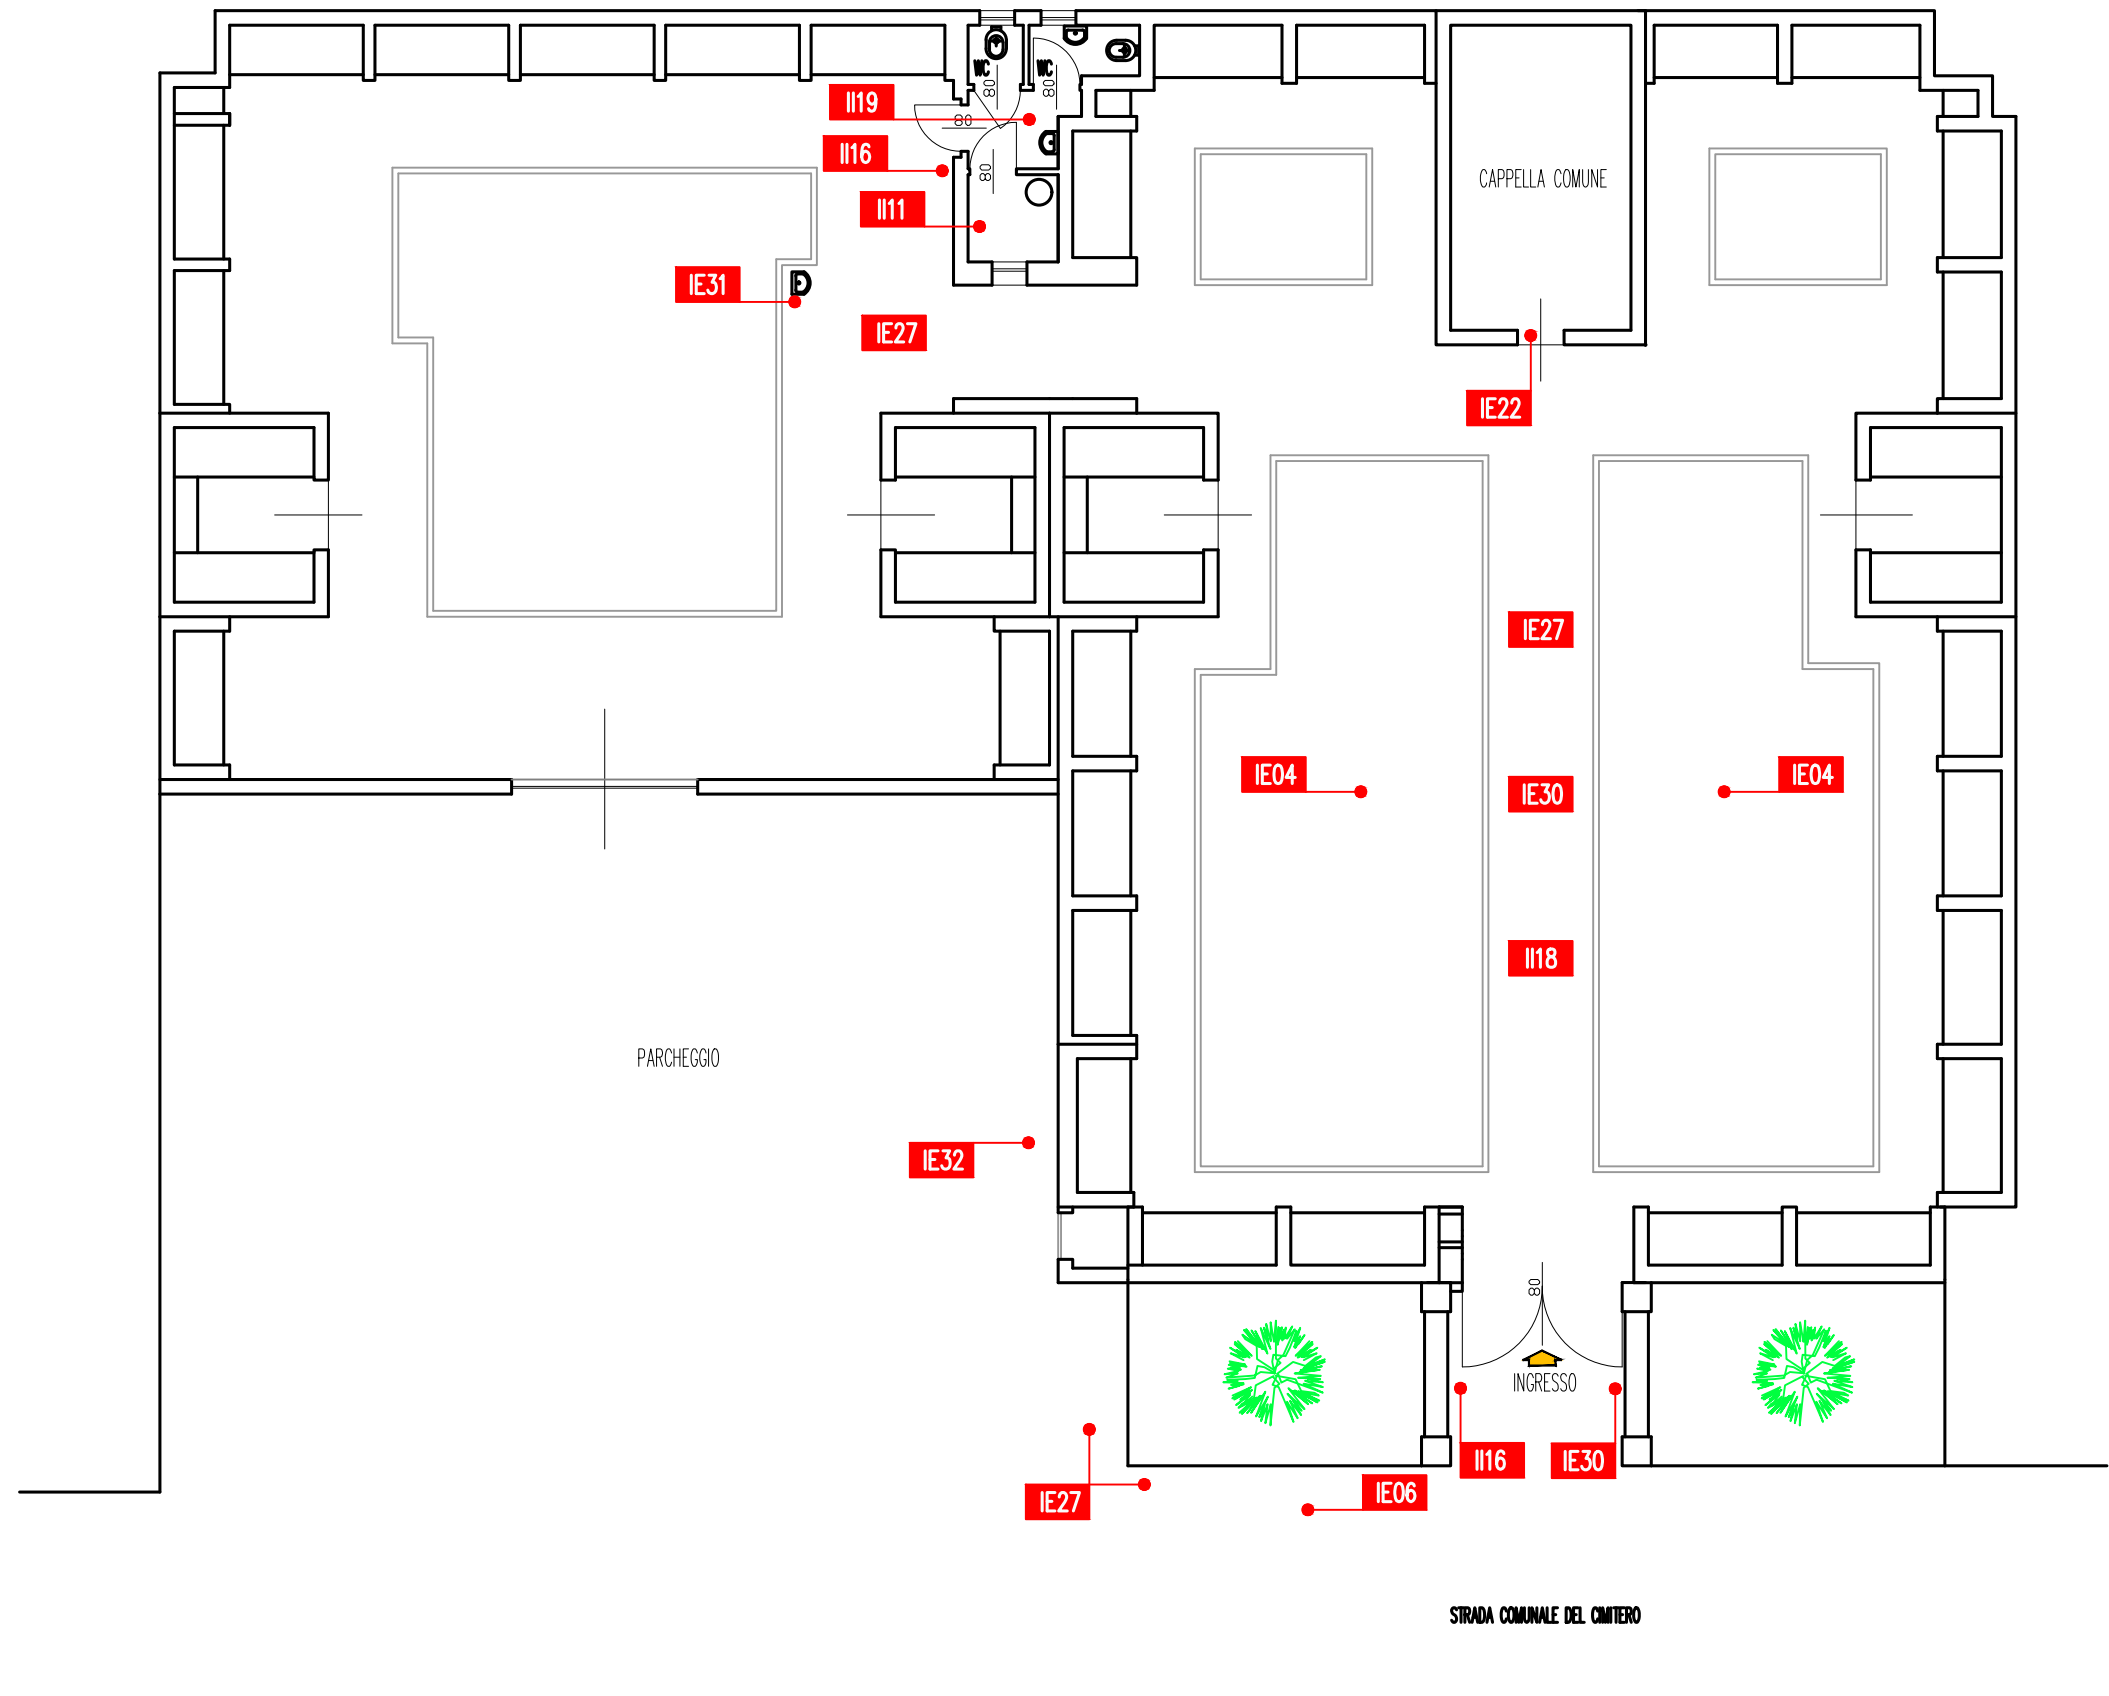 WC
WC
80
80
II19
80
II16
80
CAPPELLA COMUNE
II11
IE31
IE27
IE22
IE27
IE04
IE30
IE04
II18
PARCHEGGIO
IE32
80
INGRESSO
II16
IE30
IE27
IE06
STRADA COMUNALE DEL CIMITERO